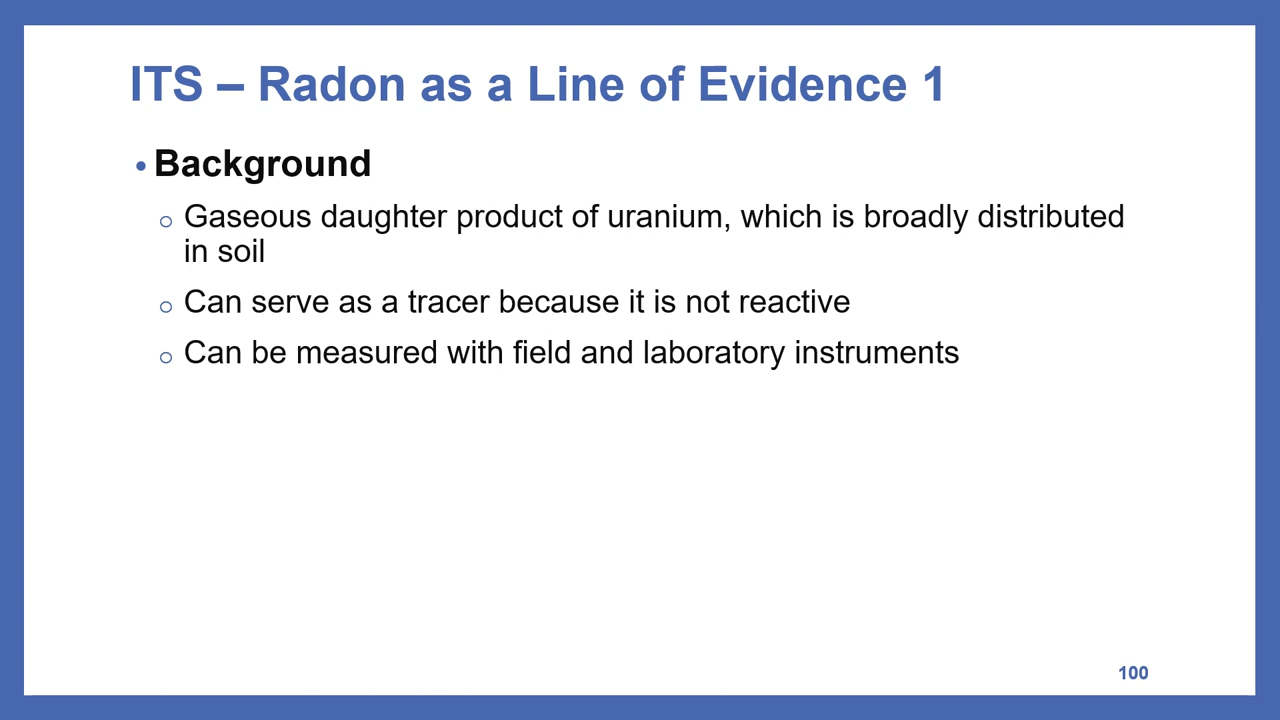 ITS – Radon as a Line of Evidence 1
• Background
o Gaseous daughter product of uranium, which is broadly distributed
in soil
o Can serve as a tracer because it is not reactive
o Can be measured with field and laboratory instruments
100